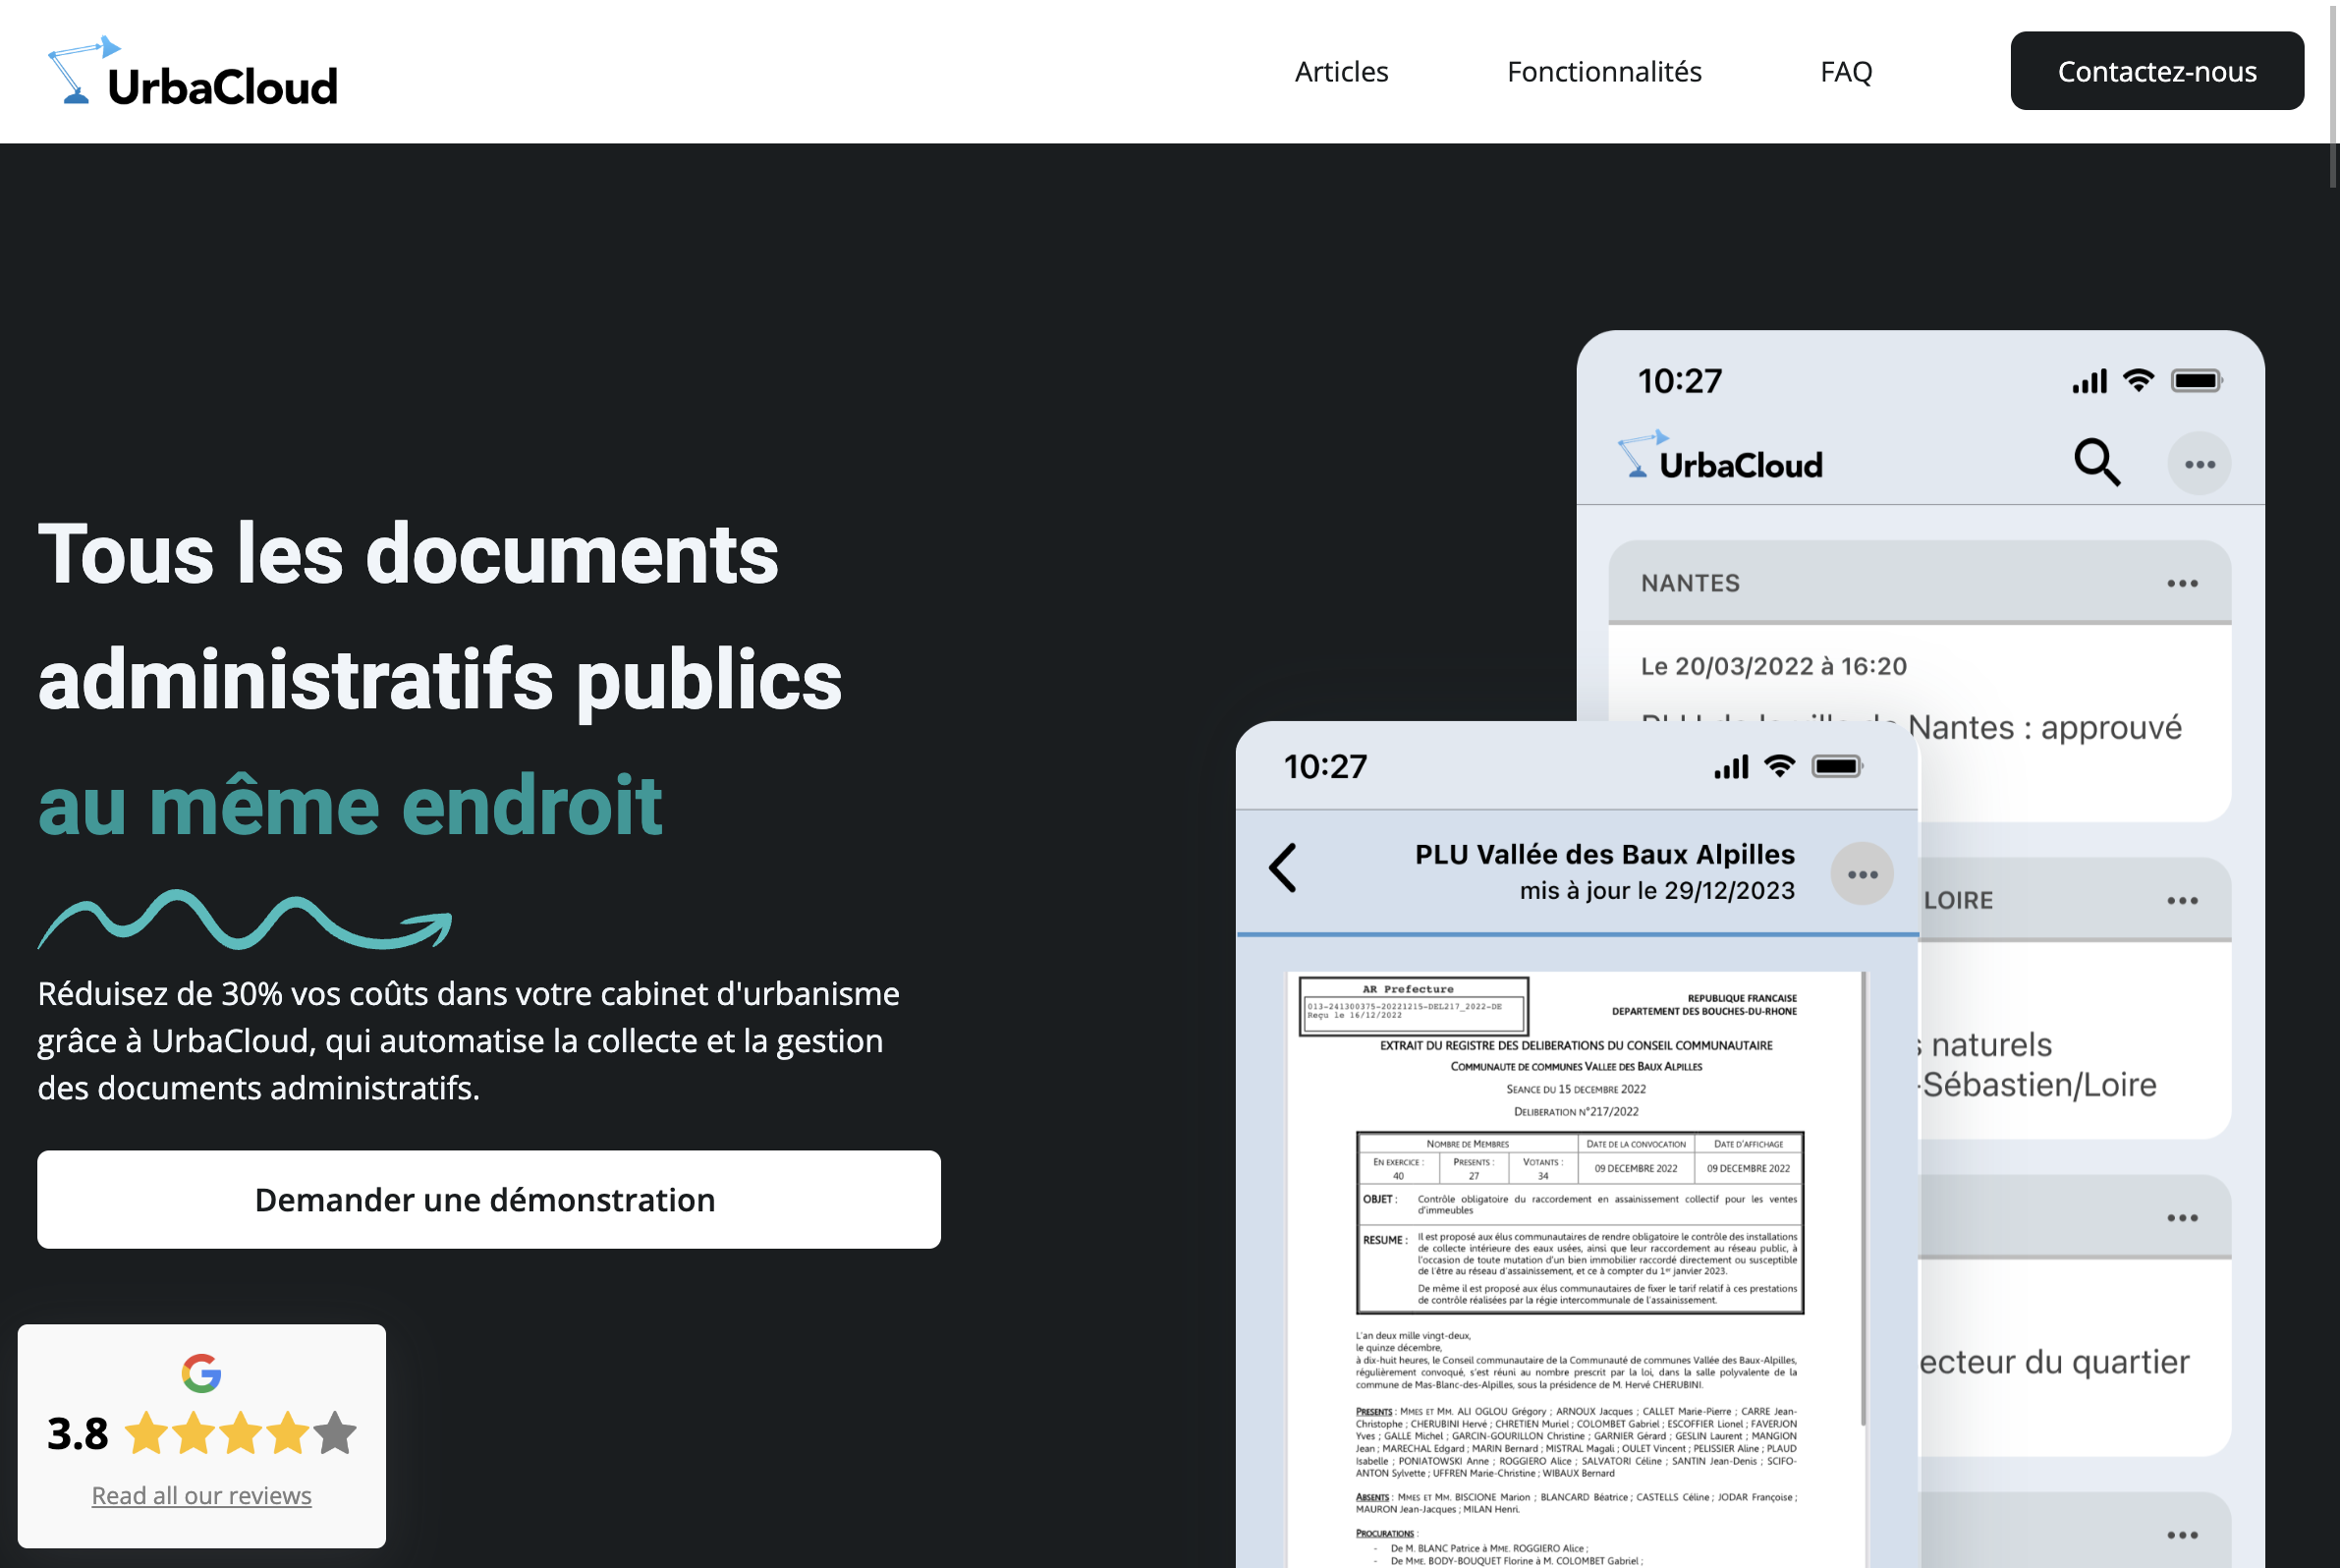 UrbaCloud
Articles
Fonctionnalités
FAQ
Contactez-nous
Tous les documents
administratifs publics
au même endroit
Réduisez de 30% vos coûts dans votre cabinet d'urbanisme
grâce à UrbaCloud, qui automatise la collecte et la gestion
des documents administratifs.
Demander une démonstration
3.8
Read all our reviews
10:27
UrbaCloud
NANTES
Le 20/03/2022 à 16:20
PLU de la ville de Nantes : approuvé
LOIRE
s naturels
-Sébastien/Loire
ecteur du quartier
10:27
PLU Vallée des Baux Alpilles
mis à jour le 29/12/2023
AR Prefecture
013-241300375-20221215-DEL217_2022-DE
Reçu le 16/12/2022
REPUBLIQUE FRANCAISE
DEPARTEMENT DES BOUCHES-DU-RHONE
EXTRAIT DU REGISTRE DES DELIBERATIONS DU CONSEIL COMMUNAUTAIRE
COMMUNAUTE DE COMMUNES VALLEE DES BAUX ALPILLES
SEANCE DU 15 DECEMBRE 2022
DELIBERATION N°217/2022
NOMBRE DE MEMBRES
DATE DE LA CONVOCATION
DATE D'AFFICHAGE
EN EXERCICE :
40
PRESENTS :
27
VOTANTS :
34
09 DECEMBRE 2022
09 DECEMBRE 2022
OBJET : Contrôle obligatoire du raccordement en assainissement collectif pour les ventes
d'immeubles
RESUME : Il est proposé aux élus communautaires de rendre obligatoire le contrôle des installations
de collecte intérieure des eaux usées, ainsi que leur raccordement au réseau public, à
l'occasion de toute mutation d'un bien immobilier raccordé directement ou susceptible
de l'être au réseau d'assainissement, et ce à compter du 1er janvier 2023.
De même il est proposé aux élus communautaires de fixer le tarif relatif à ces prestations
de contrôle réalisées par la régie intercommunale de l'assainissement.
L'an deux mille vingt-deux,
le quinze décembre,
à dix-huit heures, le Conseil communautaire de la Communauté de communes Vallée des Baux-Alpilles,
régulièrement convoqué, s'est réuni au nombre prescrit par la loi, dans la salle polyvalente de la
commune de Mas-Blanc-des-Alpilles, sous la présidence de M. Hervé CHERUBINI.
PRESENTS : MMES ET MM. ALI OGLOU Grégory ; ARNOUX Jacques ; CALLET Marie-Pierre ; CARRE Jean-
Christophe ; CHERUBINI Hervé ; CHRETIEN Muriel ; COLOMBET Gabriel ; ESCOFFIER Lionel ; FAVERJON
Yves ; GALLE Michel ; GARCIN-GOURILLON Christine ; GARNIER Gérard ; GESLIN Laurent ; MANGION
Jean ; MARECHAL Edgard ; MARIN Bernard ; MISTRAL Magali ; OULET Vincent ; PELISSIER Aline ; PLAUD
Isabelle ; PONIATOWSKI Anne ; ROGGIERO Alice ; SALVATORI Céline ; SANTIN Jean-Denis ; SCIFO-
ANTON Sylvette ; UFFREN Marie-Christine ; WIBAUX Bernard
ABSENTS : MMES ET MM. BISCIONE Marion ; BLANCARD Béatrice ; CASTELLS Céline ; JODAR Françoise ;
MAURON Jean-Jacques ; MILAN Henri.
PROCURATIONS :
- De M. BLANC Patrice à MME. ROGGIERO Alice ;
- De MME. BODY-BOUQUET Florine à M. COLOMBET Gabriel ;